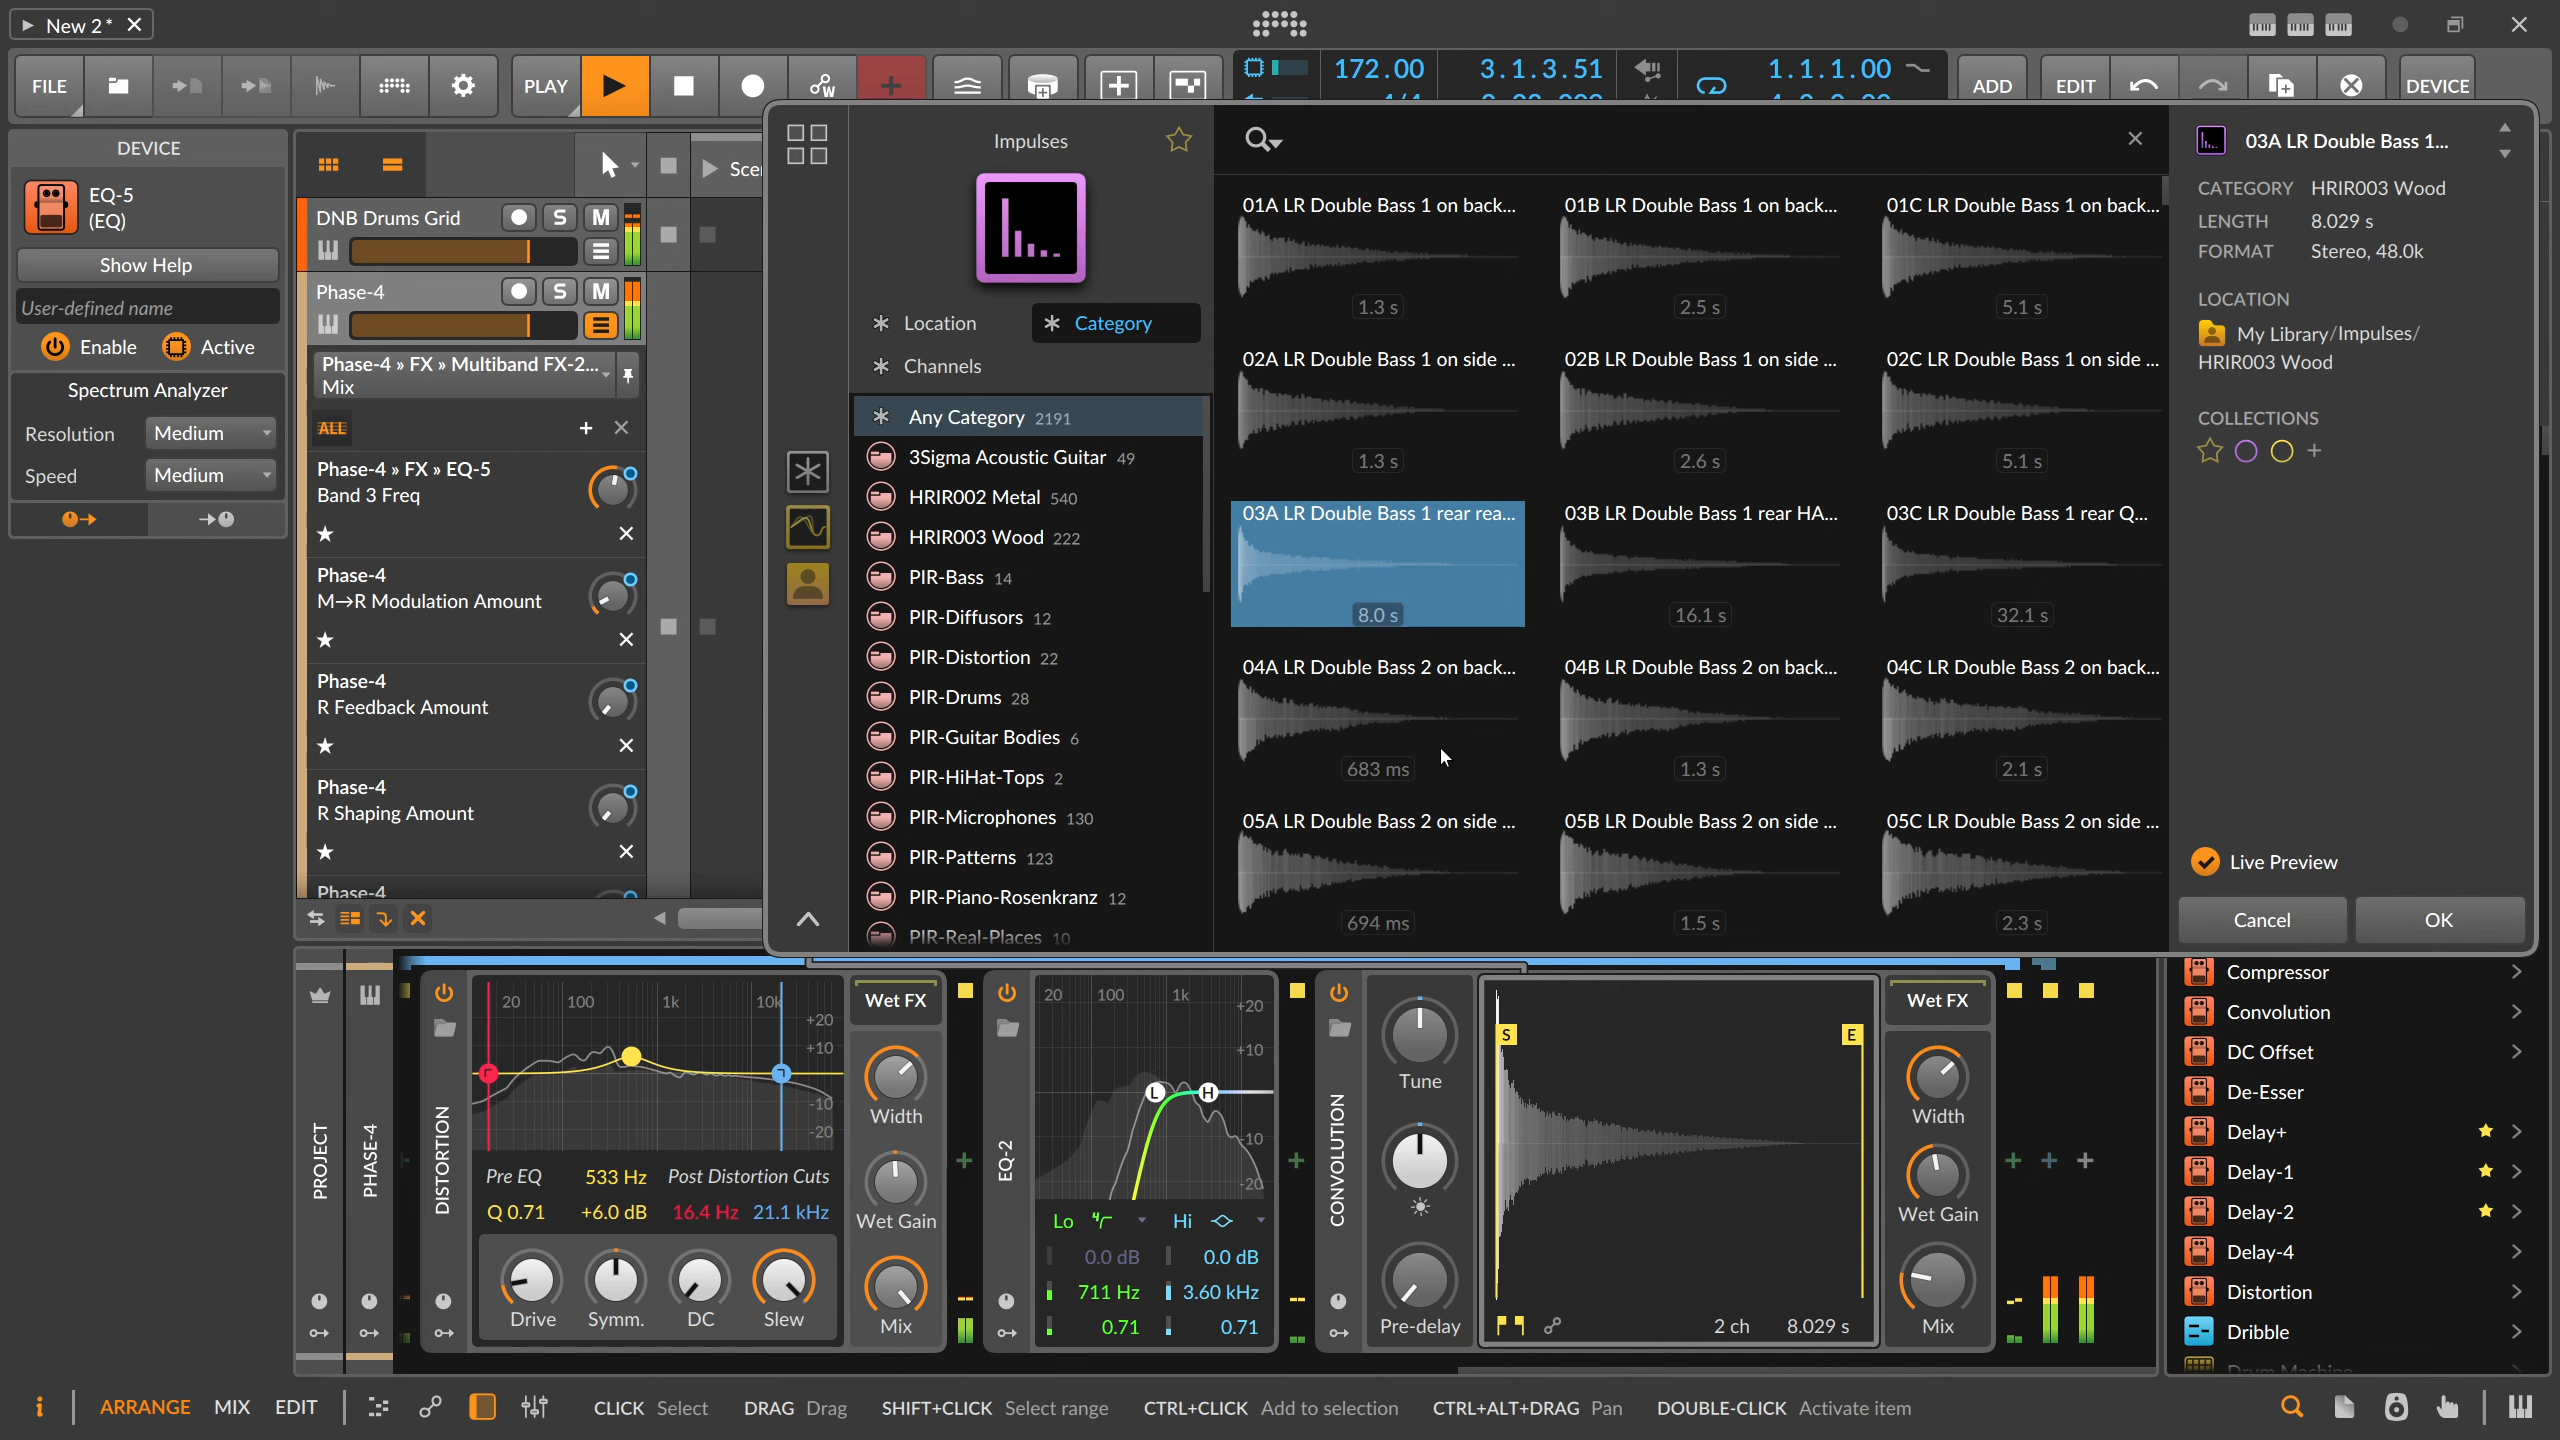 New 2*
FILE
PLAY
172.00
3.1.3.51
1.1.1.00
ADD
EDIT
DEVICE
DEVICE
EQ-5
(EQ)
Show Help
User-defined name
Enable
Active
Spectrum Analyzer
Resolution Medium
Speed Medium
DNB Drums Grid
S M
Phase-4
S M
Phase-4 » FX » Multiband FX-2...
Mix
ALL
Phase-4 » FX » EQ-5
Band 3 Freq
Phase-4
M→R Modulation Amount
Phase-4
R Feedback Amount
Phase-4
R Shaping Amount
Phase-4
Impulses
Location
Category
Channels
Any Category 2191
3Sigma Acoustic Guitar 49
HRIR002 Metal 540
HRIR003 Wood 222
PIR-Bass 14
PIR-Diffusors 12
PIR-Distortion 22
PIR-Drums 28
PIR-Guitar Bodies 6
PIR-HiHat-Tops 2
PIR-Microphones 130
PIR-Patterns 123
PIR-Piano-Rosenkranz 12
PIR-Real-Places 10
01A LR Double Bass 1 on back... 01B LR Double Bass 1 on back... 01C LR Double Bass 1 on back...
1.3 s 2.5 s 5.1 s
02A LR Double Bass 1 on side ... 02B LR Double Bass 1 on side ... 02C LR Double Bass 1 on side ...
1.3 s 2.6 s 5.1 s
03A LR Double Bass 1 rear rea... 03B LR Double Bass 1 rear HA... 03C LR Double Bass 1 rear Q...
8.0 s 16.1 s 32.1 s
04A LR Double Bass 2 on back... 04B LR Double Bass 2 on back... 04C LR Double Bass 2 on back...
683 ms 1.3 s 2.1 s
05A LR Double Bass 2 on side ... 05B LR Double Bass 2 on side ... 05C LR Double Bass 2 on side ...
694 ms 1.5 s 2.3 s
03A LR Double Bass 1...
CATEGORY HRIR003 Wood
LENGTH 8.029 s
FORMAT Stereo, 48.0k
LOCATION
My Library/Impulses/
HRIR003 Wood
COLLECTIONS
Live Preview
Cancel
OK
PROJECT
PHASE-4
DISTORTION
20 100 1k 10k
+20
+10
-10
-20
Pre EQ 533 Hz Post Distortion Cuts
Q 0.71 +6.0 dB 16.4 Hz 21.1 kHz
Drive Symm. DC Slew
Wet FX
Width
Wet Gain
Mix
EQ-2
20 100 1k
+20
+10
-10
-20
L H
Lo Hi
0.0 dB 0.0 dB
711 Hz 3.60 kHz
0.71 0.71
CONVOLUTION
Tune
Pre-delay
S E
2 ch 8.029 s
Wet FX
Width
Wet Gain
Mix
Compressor
Convolution
DC Offset
De-Esser
Delay+
Delay-1
Delay-2
Delay-4
Distortion
Dribble
i ARRANGE MIX EDIT
CLICK Select DRAG Drag SHIFT+CLICK Select range CTRL+CLICK Add to selection CTRL+ALT+DRAG Pan DOUBLE-CLICK Activate item